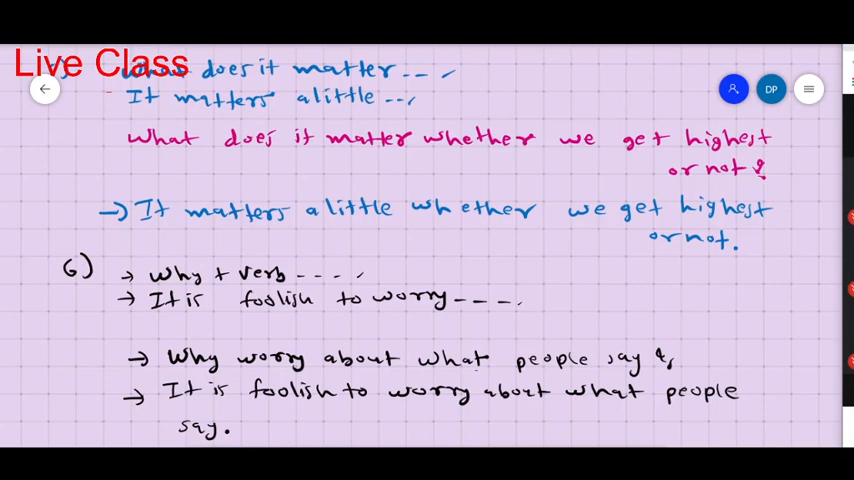 Live Class
5) What does it matter....
It matters a little...
DP
What does it matter whether we get highest
or not?
→ It matters a little whether we get highest
or not.
6) → Why + verb.....
→ It is foolish to worry.....
→ Why worry about what people say?
→ It is foolish to worry about what people
say.